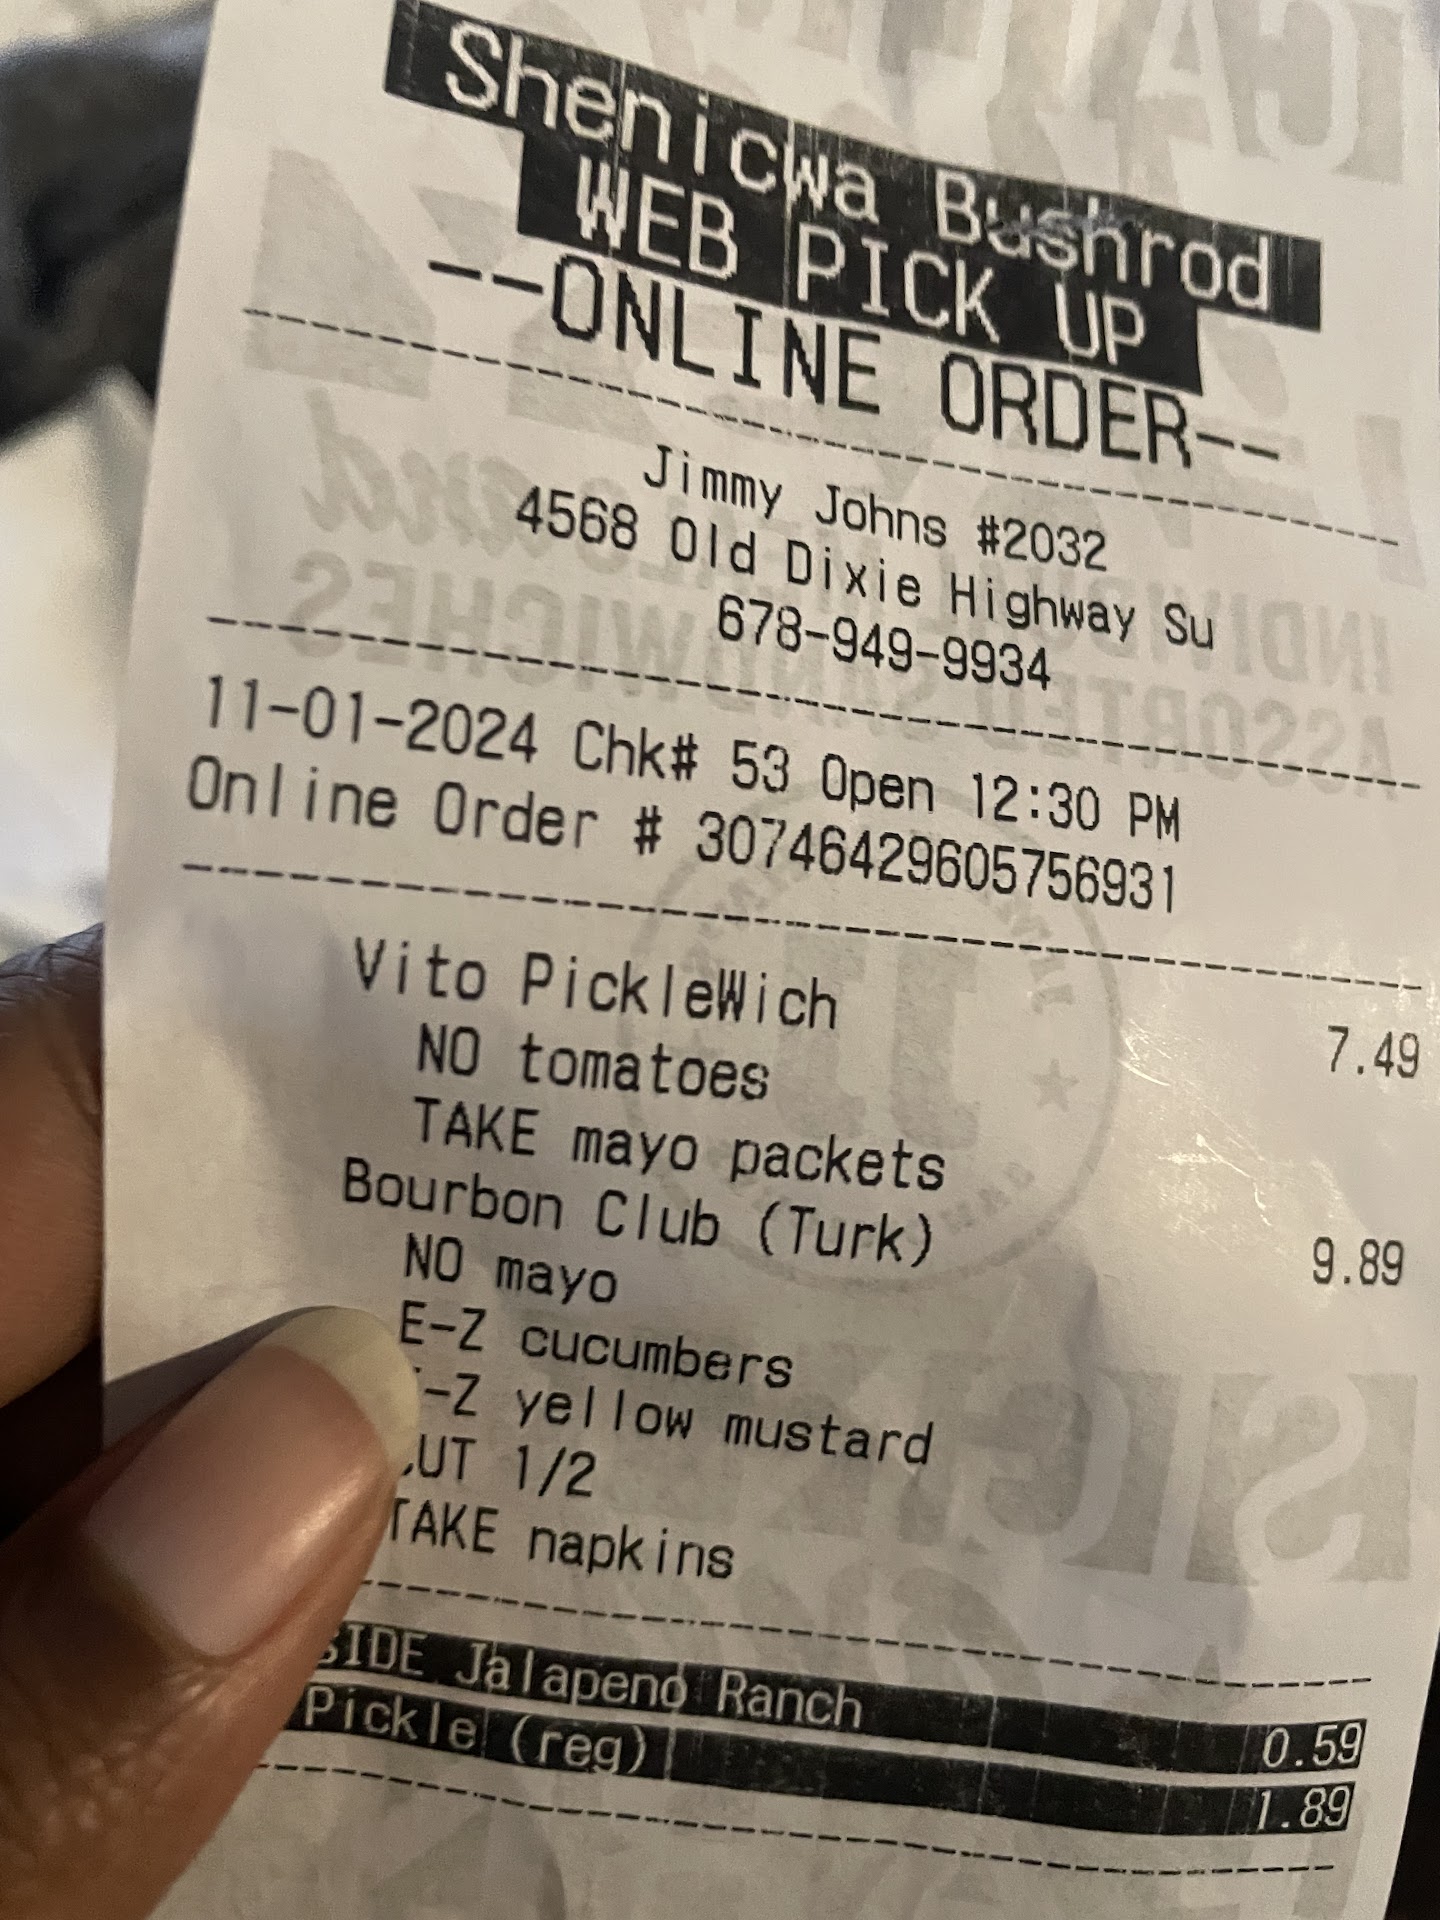 Shenicwa Bushrod
WEB PICK UP
--ONLINE ORDER--
Jimmy Johns #2032
4568 Old Dixie Highway Su
678-949-9934
11-01-2024 Chk# 53 Open 12:30 PM
Online Order # 30746429605756931
Vito PickleWich 7.49
NO tomatoes
TAKE mayo packets
Bourbon Club (Turk) 9.89
NO mayo
E-Z cucumbers
-Z yellow mustard
CUT 1/2
TAKE napkins
SIDE Jalapeno Ranch 0.59
Pickle (reg) 1.89